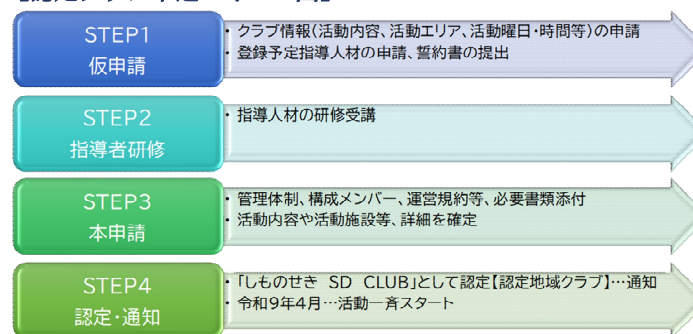 STEP1
仮申請
・ クラブ情報（活動内容、活動エリア、活動曜日・時間等）の申請
・ 登録予定指導人材の申請、誓約書の提出
STEP2
指導者研修
・ 指導人材の研修受講
STEP3
本申請
・ 管理体制、構成メンバー、運営規約等、必要書類添付
・ 活動内容や活動施設等、詳細を確定
STEP4
認定・通知
・ 「しものせき SD CLUB」として認定【認定地域クラブ】…通知
・ 令和9年4月…活動一斉スタート